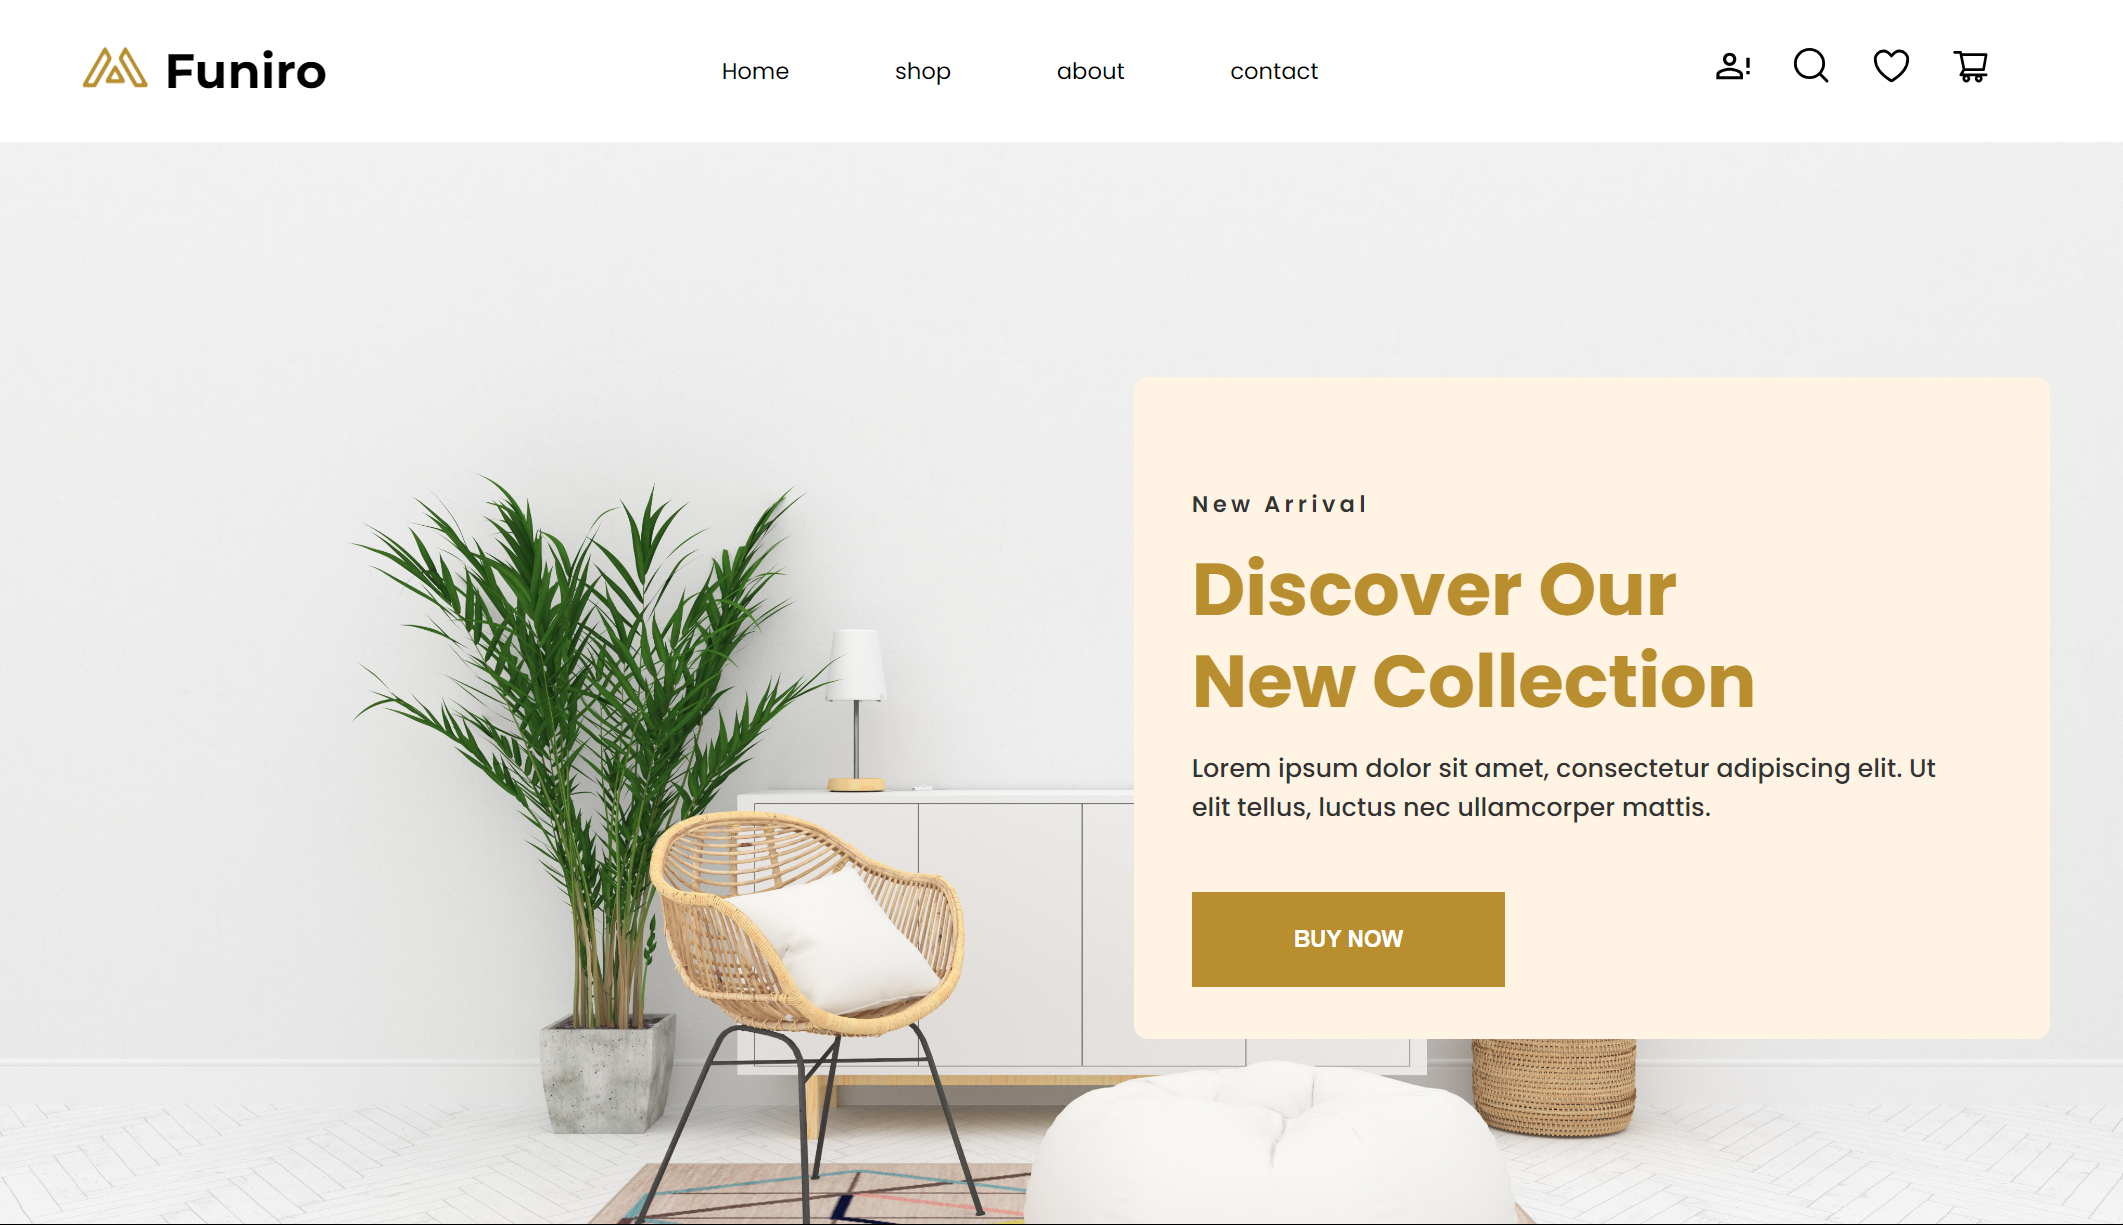 Funiro
Home
shop
about
contact
New Arrival
Discover Our
New Collection
Lorem ipsum dolor sit amet, consectetur adipiscing elit. Ut
elit tellus, luctus nec ullamcorper mattis.
BUY NOW